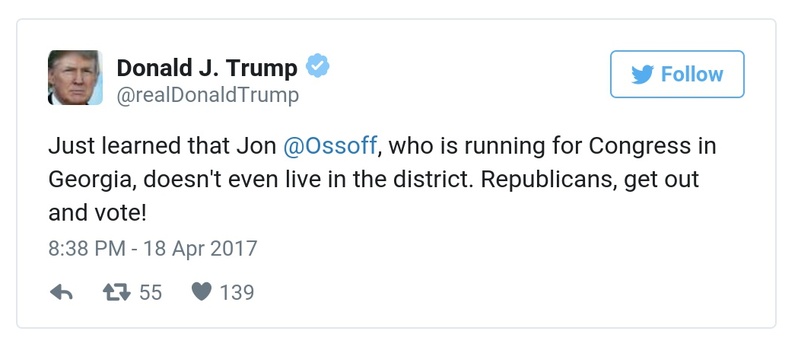 Donald J. Trump
@realDonaldTrump
Follow
Just learned that Jon @Ossoff, who is running for Congress in
Georgia, doesn't even live in the district. Republicans, get out
and vote!
8:38 PM - 18 Apr 2017
55 139